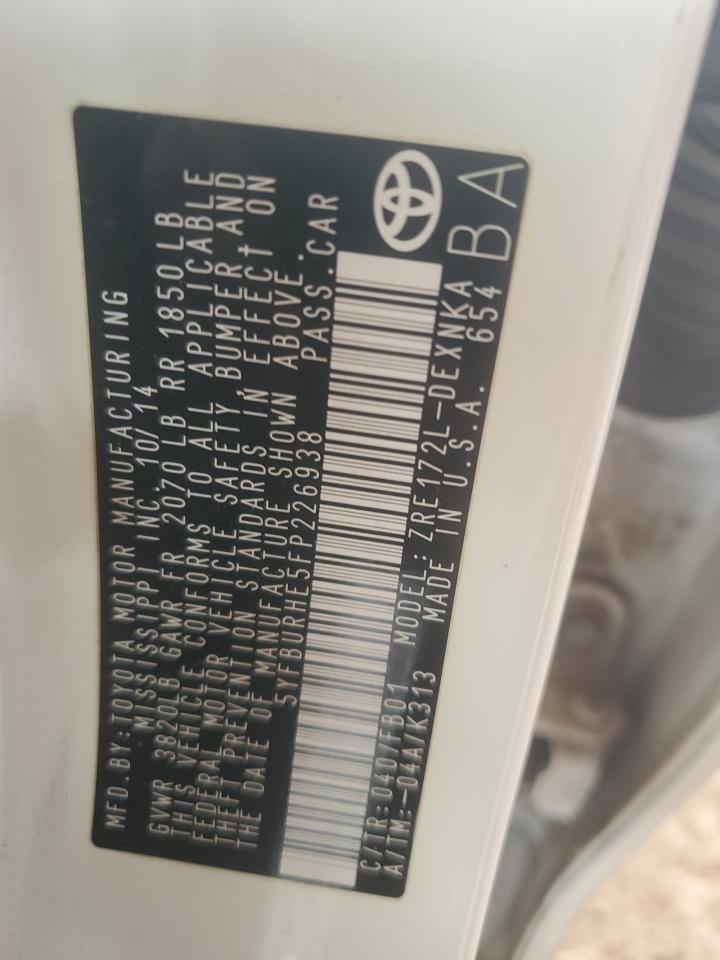 MFD.BY:TOYOTA MOTOR MANUFACTURING
MISSISSIPPI INC. 10/14
GVWR 3820LB GAWR FR 2070 LB RR 1850 LB
THIS VEHICLE CONFORMS TO ALL APPLICABLE
FEDERAL MOTOR VEHICLE SAFETY, BUMPER, AND
THEFT PREVENTION STANDARDS IN EFFECT ON
THE DATE OF MANUFACTURE SHOWN ABOVE.
5YFBURHE5FP226938 PASS.CAR
C/TR: 040/FB01 MODEL: ZRE172L-DEXNKA
A/TM:-04A/K313 MADE IN U.S.A. 654
BA